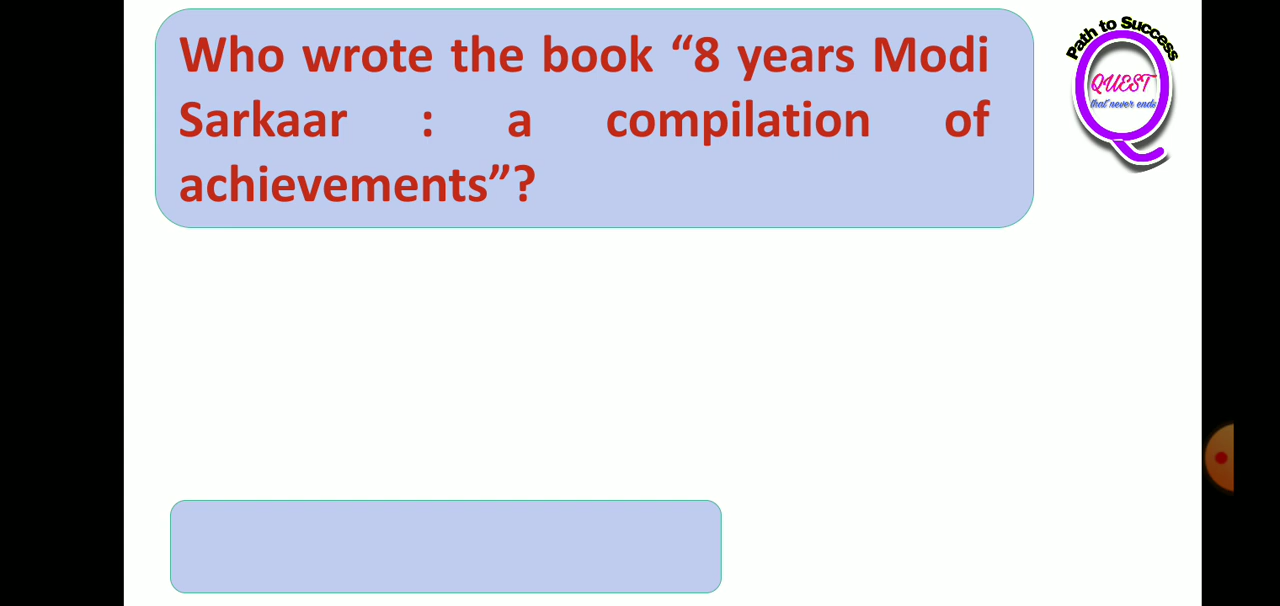 Who wrote the book “8 years Modi
Sarkaar : a compilation of
achievements”?
Path to Success
QUEST
that never ends